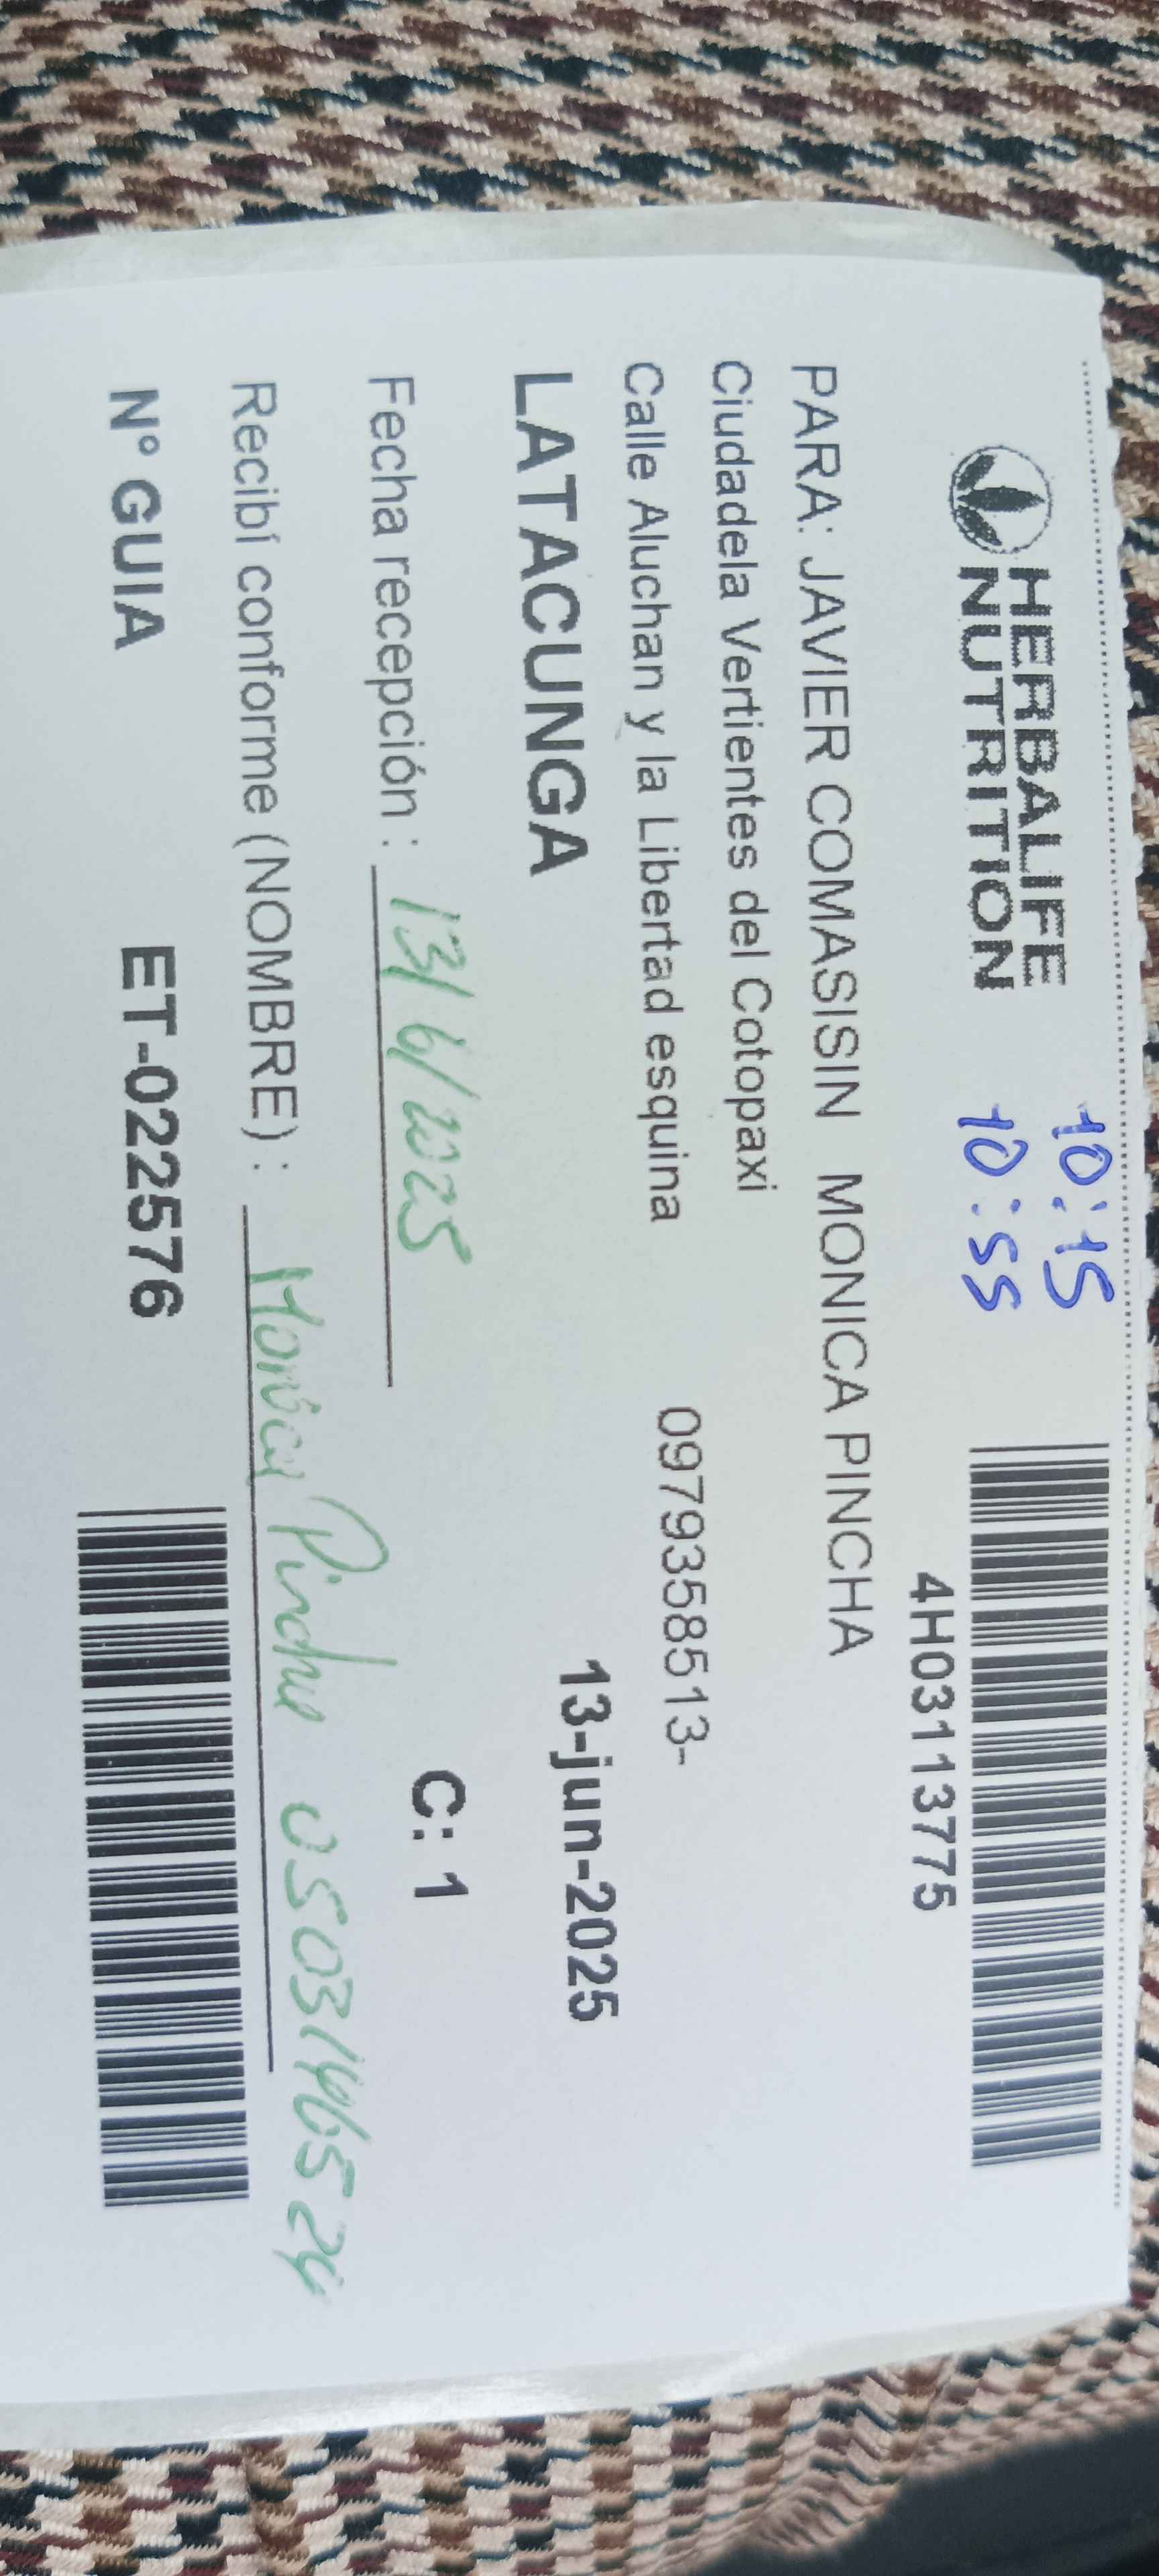 HERBALIFE
NUTRITION
10:15
10:55
4H03113775
PARA: JAVIER COMASISIN MONICA PINCHA
Ciudadela Vertientes del Cotopaxi
Calle Aluchan y la Libertad esquina 0979358513-
LATACUNGA 13-jun-2025
Fecha recepción : 13/6/2025 C: 1
Recibí conforme (NOMBRE) : Monica Pincha 0503146524
N° GUIA ET-022576